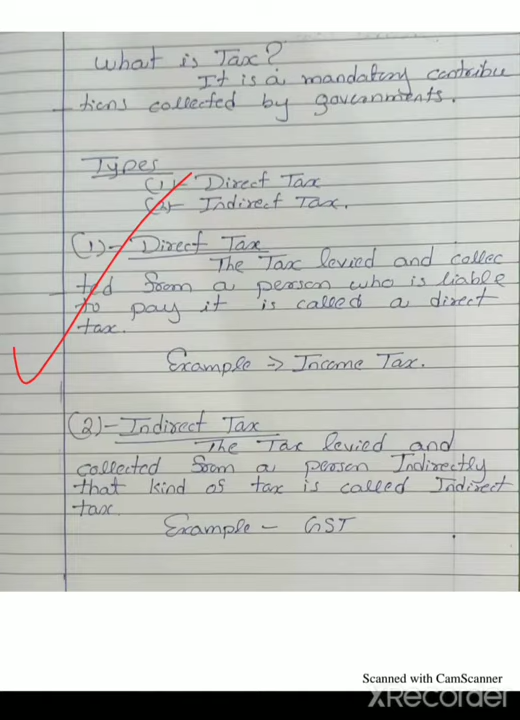 What is Tax?
It is a mandatory contribu
tions collected by governments.
Types
(1)- Direct Tax
(2)- Indirect Tax.
(1)- Direct Tax
The Tax levied and collec
ted from a person who is liable
to pay it is called a direct
tax.
Example => Income Tax.
(2)- Indirect Tax
The Tax levied and
collected from a person Indirectly
that kind of tax is called Indirect
tax.
Example - GST
Scanned with CamScanner
XRecorder